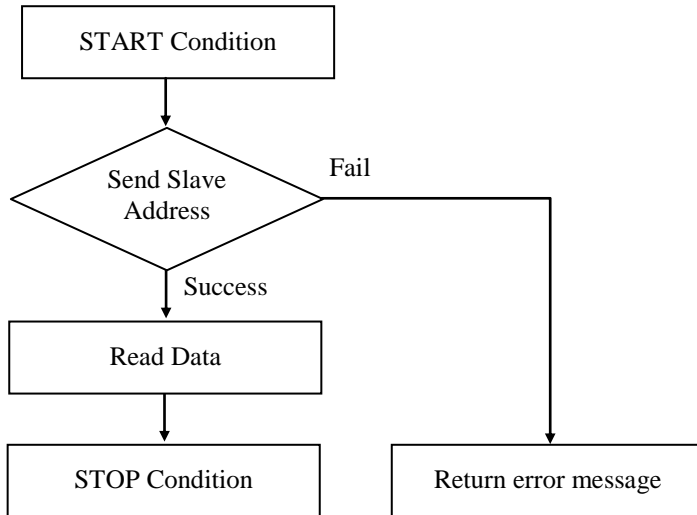 START Condition
Send Slave
Address
Fail
Success
Read Data
STOP Condition
Return error message